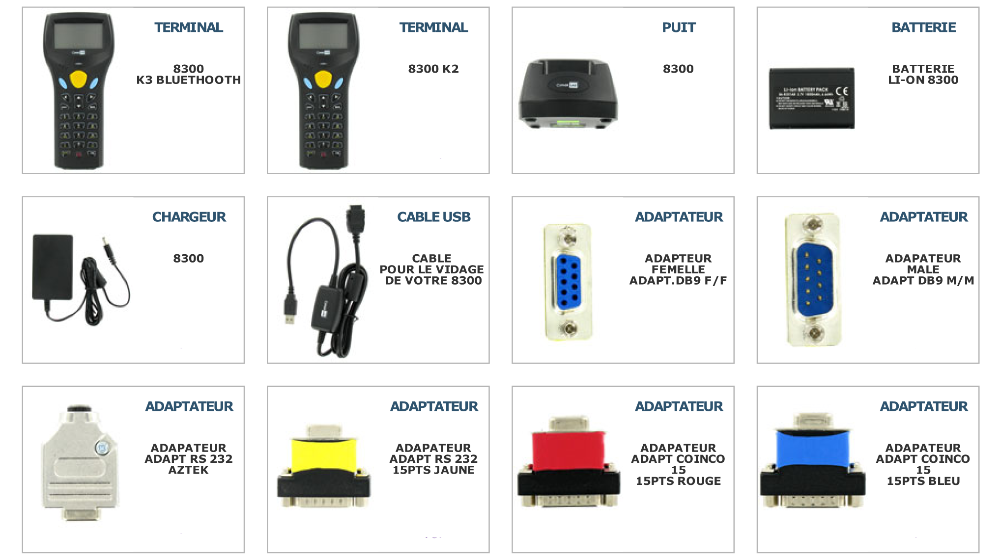 TERMINAL
8300
K3 BLUETHOOTH
TERMINAL
8300 K2
PUIT
8300
BATTERIE
BATTERIE
LI-ON 8300
Li-ion BATTERY PACK
CE
CHARGEUR
8300
CABLE USB
CABLE
POUR LE VIDAGE
DE VOTRE 8300
ADAPTATEUR
ADAPTEUR
FEMELLE
ADAPT.DB9 F/F
ADAPTATEUR
ADAPATEUR
MALE
ADAPT DB9 M/M
ADAPTATEUR
ADAPATEUR
ADAPT RS 232
AZTEK
ADAPTATEUR
ADAPATEUR
ADAPT RS 232
15PTS JAUNE
ADAPTATEUR
ADAPATEUR
ADAPT COINCO
15
15PTS ROUGE
ADAPTATEUR
ADAPATEUR
ADAPT COINCO
15
15PTS BLEU